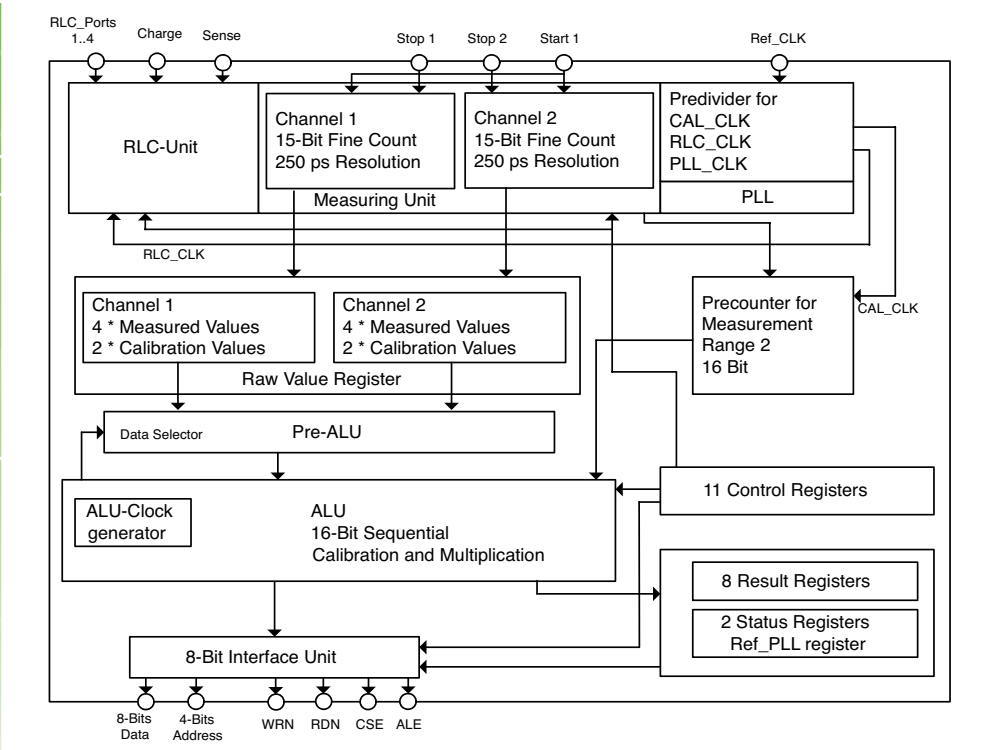 RLC_Ports
1..4
Charge
Sense
Stop 1
Stop 2
Start 1
Ref_CLK
RLC-Unit
Channel 1
15-Bit Fine Count
250 ps Resolution
Channel 2
15-Bit Fine Count
250 ps Resolution
Measuring Unit
Predivider for
CAL_CLK
RLC_CLK
PLL_CLK
PLL
RLC_CLK
Channel 1
4 * Measured Values
2 * Calibration Values
Channel 2
4 * Measured Values
2 * Calibration Values
Raw Value Register
Precounter for
Measurement
Range 2
16 Bit
CAL_CLK
Data Selector
Pre-ALU
ALU-Clock
generator
ALU
16-Bit Sequential
Calibration and Multiplication
11 Control Registers
8 Result Registers
2 Status Registers
Ref_PLL register
8-Bit Interface Unit
8-Bits
Data
4-Bits
Address
WRN
RDN
CSE
ALE